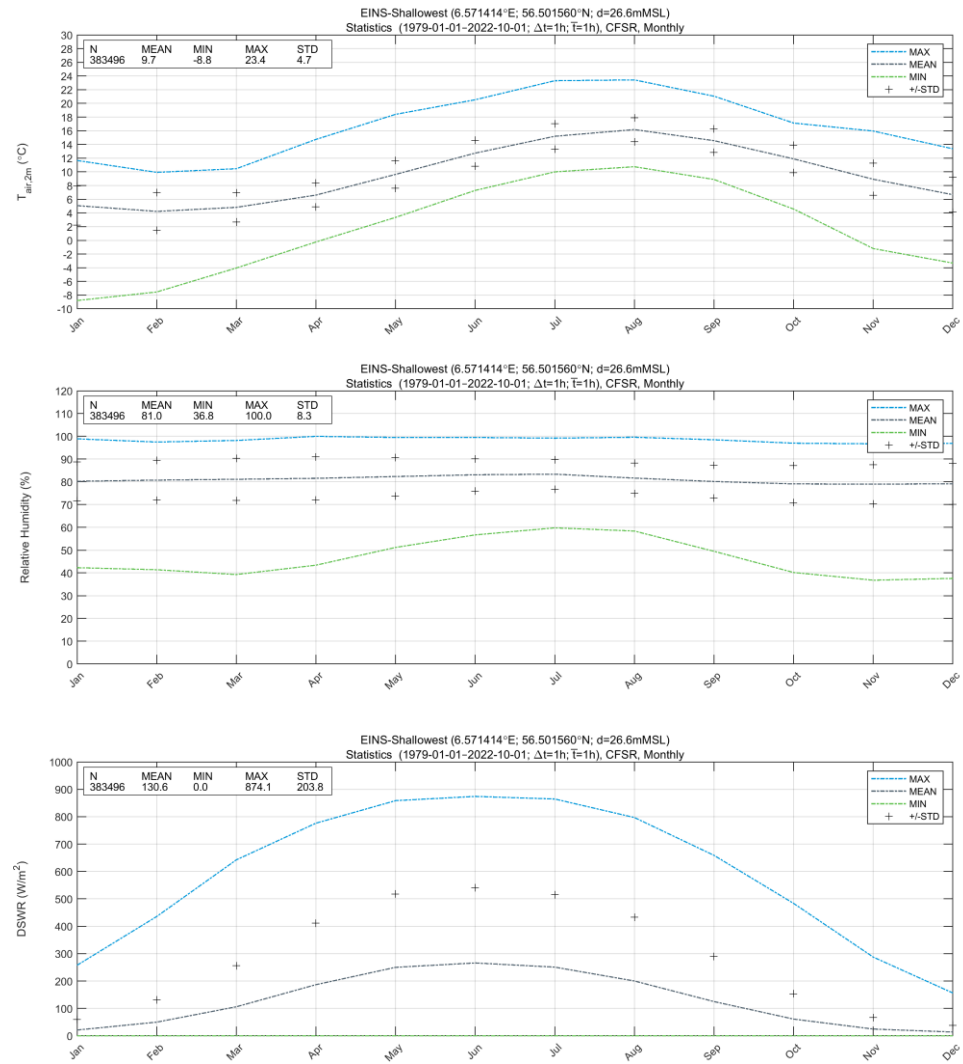 EINS-Shallowest (6.571414°E; 56.501560°N; d=26.6mMSL)
Statistics (1979-01-01-2022-10-01; Δt=1h; t̅=1h), CFSR, Monthly
30
28
26
24
22
20
18
16
14
12
10
8
6
4
2
0
-2
-4
-6
-8
-10
T_air,2m (°C)
N MEAN MIN MAX STD
383496 9.7 -8.8 23.4 4.7
MAX
MEAN
MIN
+/-STD
Jan Feb Mar Apr May Jun Jul Aug Sep Oct Nov Dec
EINS-Shallowest (6.571414°E; 56.501560°N; d=26.6mMSL)
Statistics (1979-01-01-2022-10-01; Δt=1h; t̅=1h), CFSR, Monthly
120
110
100
90
80
70
60
50
40
30
20
10
0
Relative Humidity (%)
N MEAN MIN MAX STD
383496 81.0 36.8 100.0 8.3
MAX
MEAN
MIN
+/-STD
Jan Feb Mar Apr May Jun Jul Aug Sep Oct Nov Dec
EINS-Shallowest (6.571414°E; 56.501560°N; d=26.6mMSL)
Statistics (1979-01-01-2022-10-01; Δt=1h; t̅=1h), CFSR, Monthly
1000
900
800
700
600
500
400
300
200
100
0
DSWR (W/m²)
N MEAN MIN MAX STD
383496 130.6 0.0 874.1 203.8
MAX
MEAN
MIN
+/-STD
Jan Feb Mar Apr May Jun Jul Aug Sep Oct Nov Dec